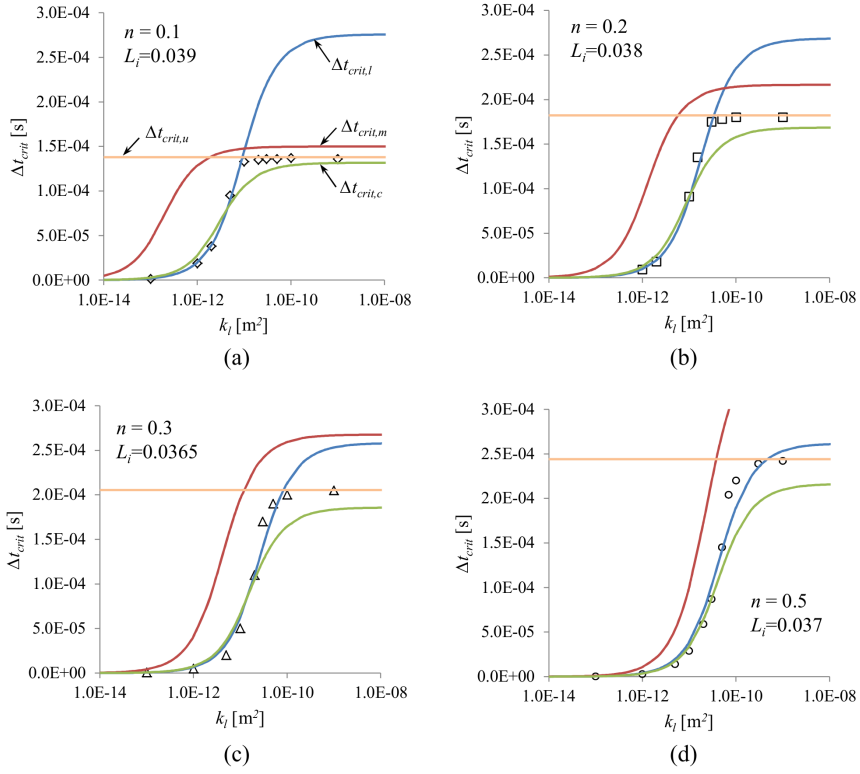 3.0E-04
2.5E-04
2.0E-04
1.5E-04
1.0E-04
5.0E-05
0.0E+00
Δt_crit [s]
n = 0.1
L_i=0.039
Δt_crit,l
Δt_crit,u
Δt_crit,m
Δt_crit,c
1.0E-14 1.0E-12 1.0E-10 1.0E-08
k_l [m²]
(a)
3.0E-04
2.5E-04
2.0E-04
1.5E-04
1.0E-04
5.0E-05
0.0E+00
Δt_crit [s]
n = 0.2
L_i=0.038
1.0E-14 1.0E-12 1.0E-10 1.0E-08
k_l [m²]
(b)
3.0E-04
2.5E-04
2.0E-04
1.5E-04
1.0E-04
5.0E-05
0.0E+00
Δt_crit [s]
n = 0.3
L_i=0.0365
1.0E-14 1.0E-12 1.0E-10 1.0E-08
k_l [m²]
(c)
3.0E-04
2.5E-04
2.0E-04
1.5E-04
1.0E-04
5.0E-05
0.0E+00
Δt_crit [s]
n = 0.5
L_i=0.037
1.0E-14 1.0E-12 1.0E-10 1.0E-08
k_l [m²]
(d)